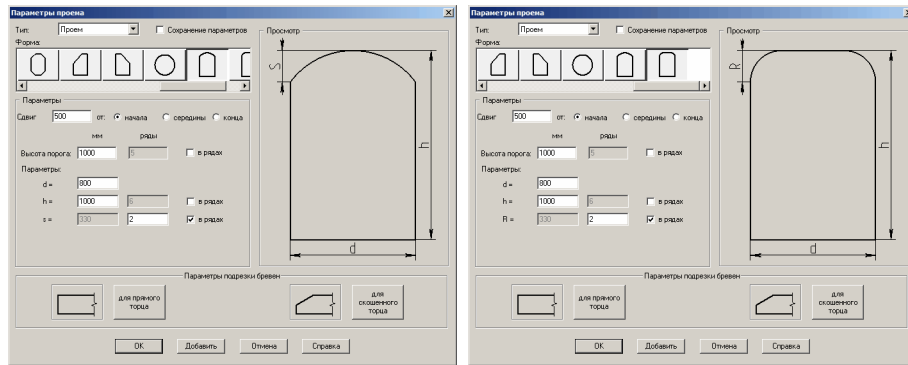 Параметры проема
Тип: Проем Сохранение параметров Просмотр
Форма:
S
h
d
Параметры
Сдвиг 500 от: начала середины конца
мм ряды
Высота порога: 1000 5 в рядах
Параметры:
d = 800
h = 1000 6 в рядах
s = 330 2 в рядах
Параметры подрезки бревен
для прямого торца
для скошенного торца
OK Добавить Отмена Справка
Параметры проема
Тип: Проем Сохранение параметров Просмотр
Форма:
R
h
d
Параметры
Сдвиг 500 от: начала середины конца
мм ряды
Высота порога: 1000 5 в рядах
Параметры:
d = 800
h = 1000 6 в рядах
R = 330 2 в рядах
Параметры подрезки бревен
для прямого торца
для скошенного торца
OK Добавить Отмена Справка